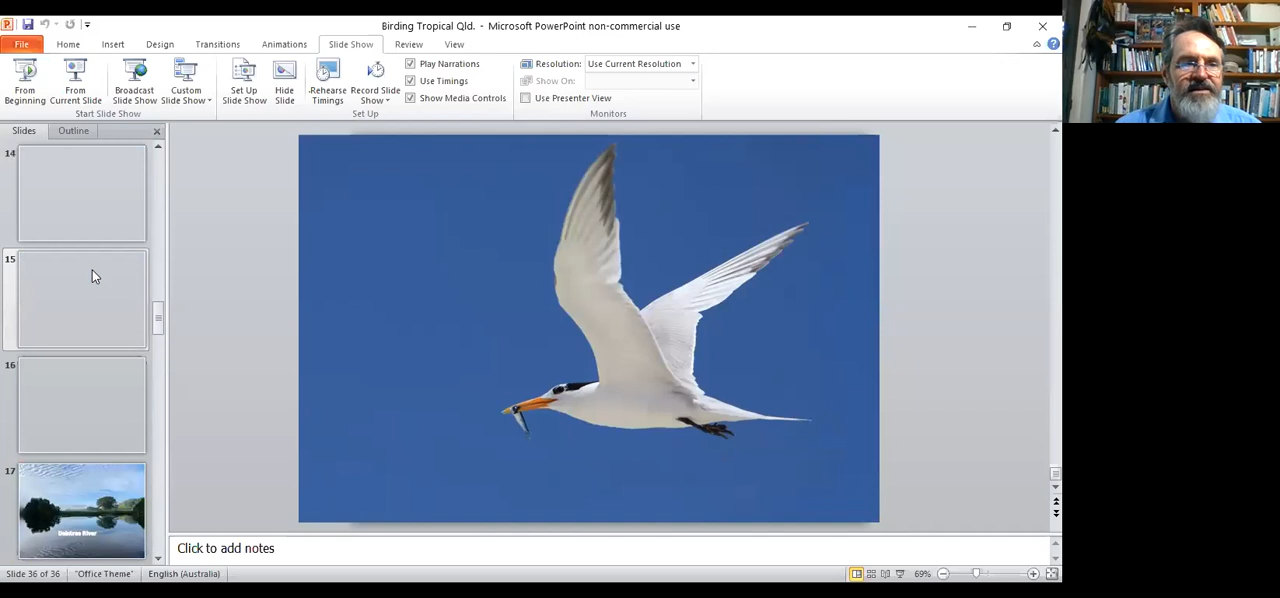 Birding Tropical Qld. - Microsoft PowerPoint non-commercial use
File Home Insert Design Transitions Animations Slide Show Review View
From Beginning
From Current Slide
Broadcast Slide Show
Custom Slide Show
Start Slide Show
Set Up Slide Show
Hide Slide
Rehearse Timings
Record Slide Show
Play Narrations
Use Timings
Show Media Controls
Set Up
Resolution: Use Current Resolution
Show On:
Use Presenter View
Monitors
Slides Outline
14
15
16
17
Daintree River
Click to add notes
Slide 36 of 36 "Office Theme" English (Australia) 69%